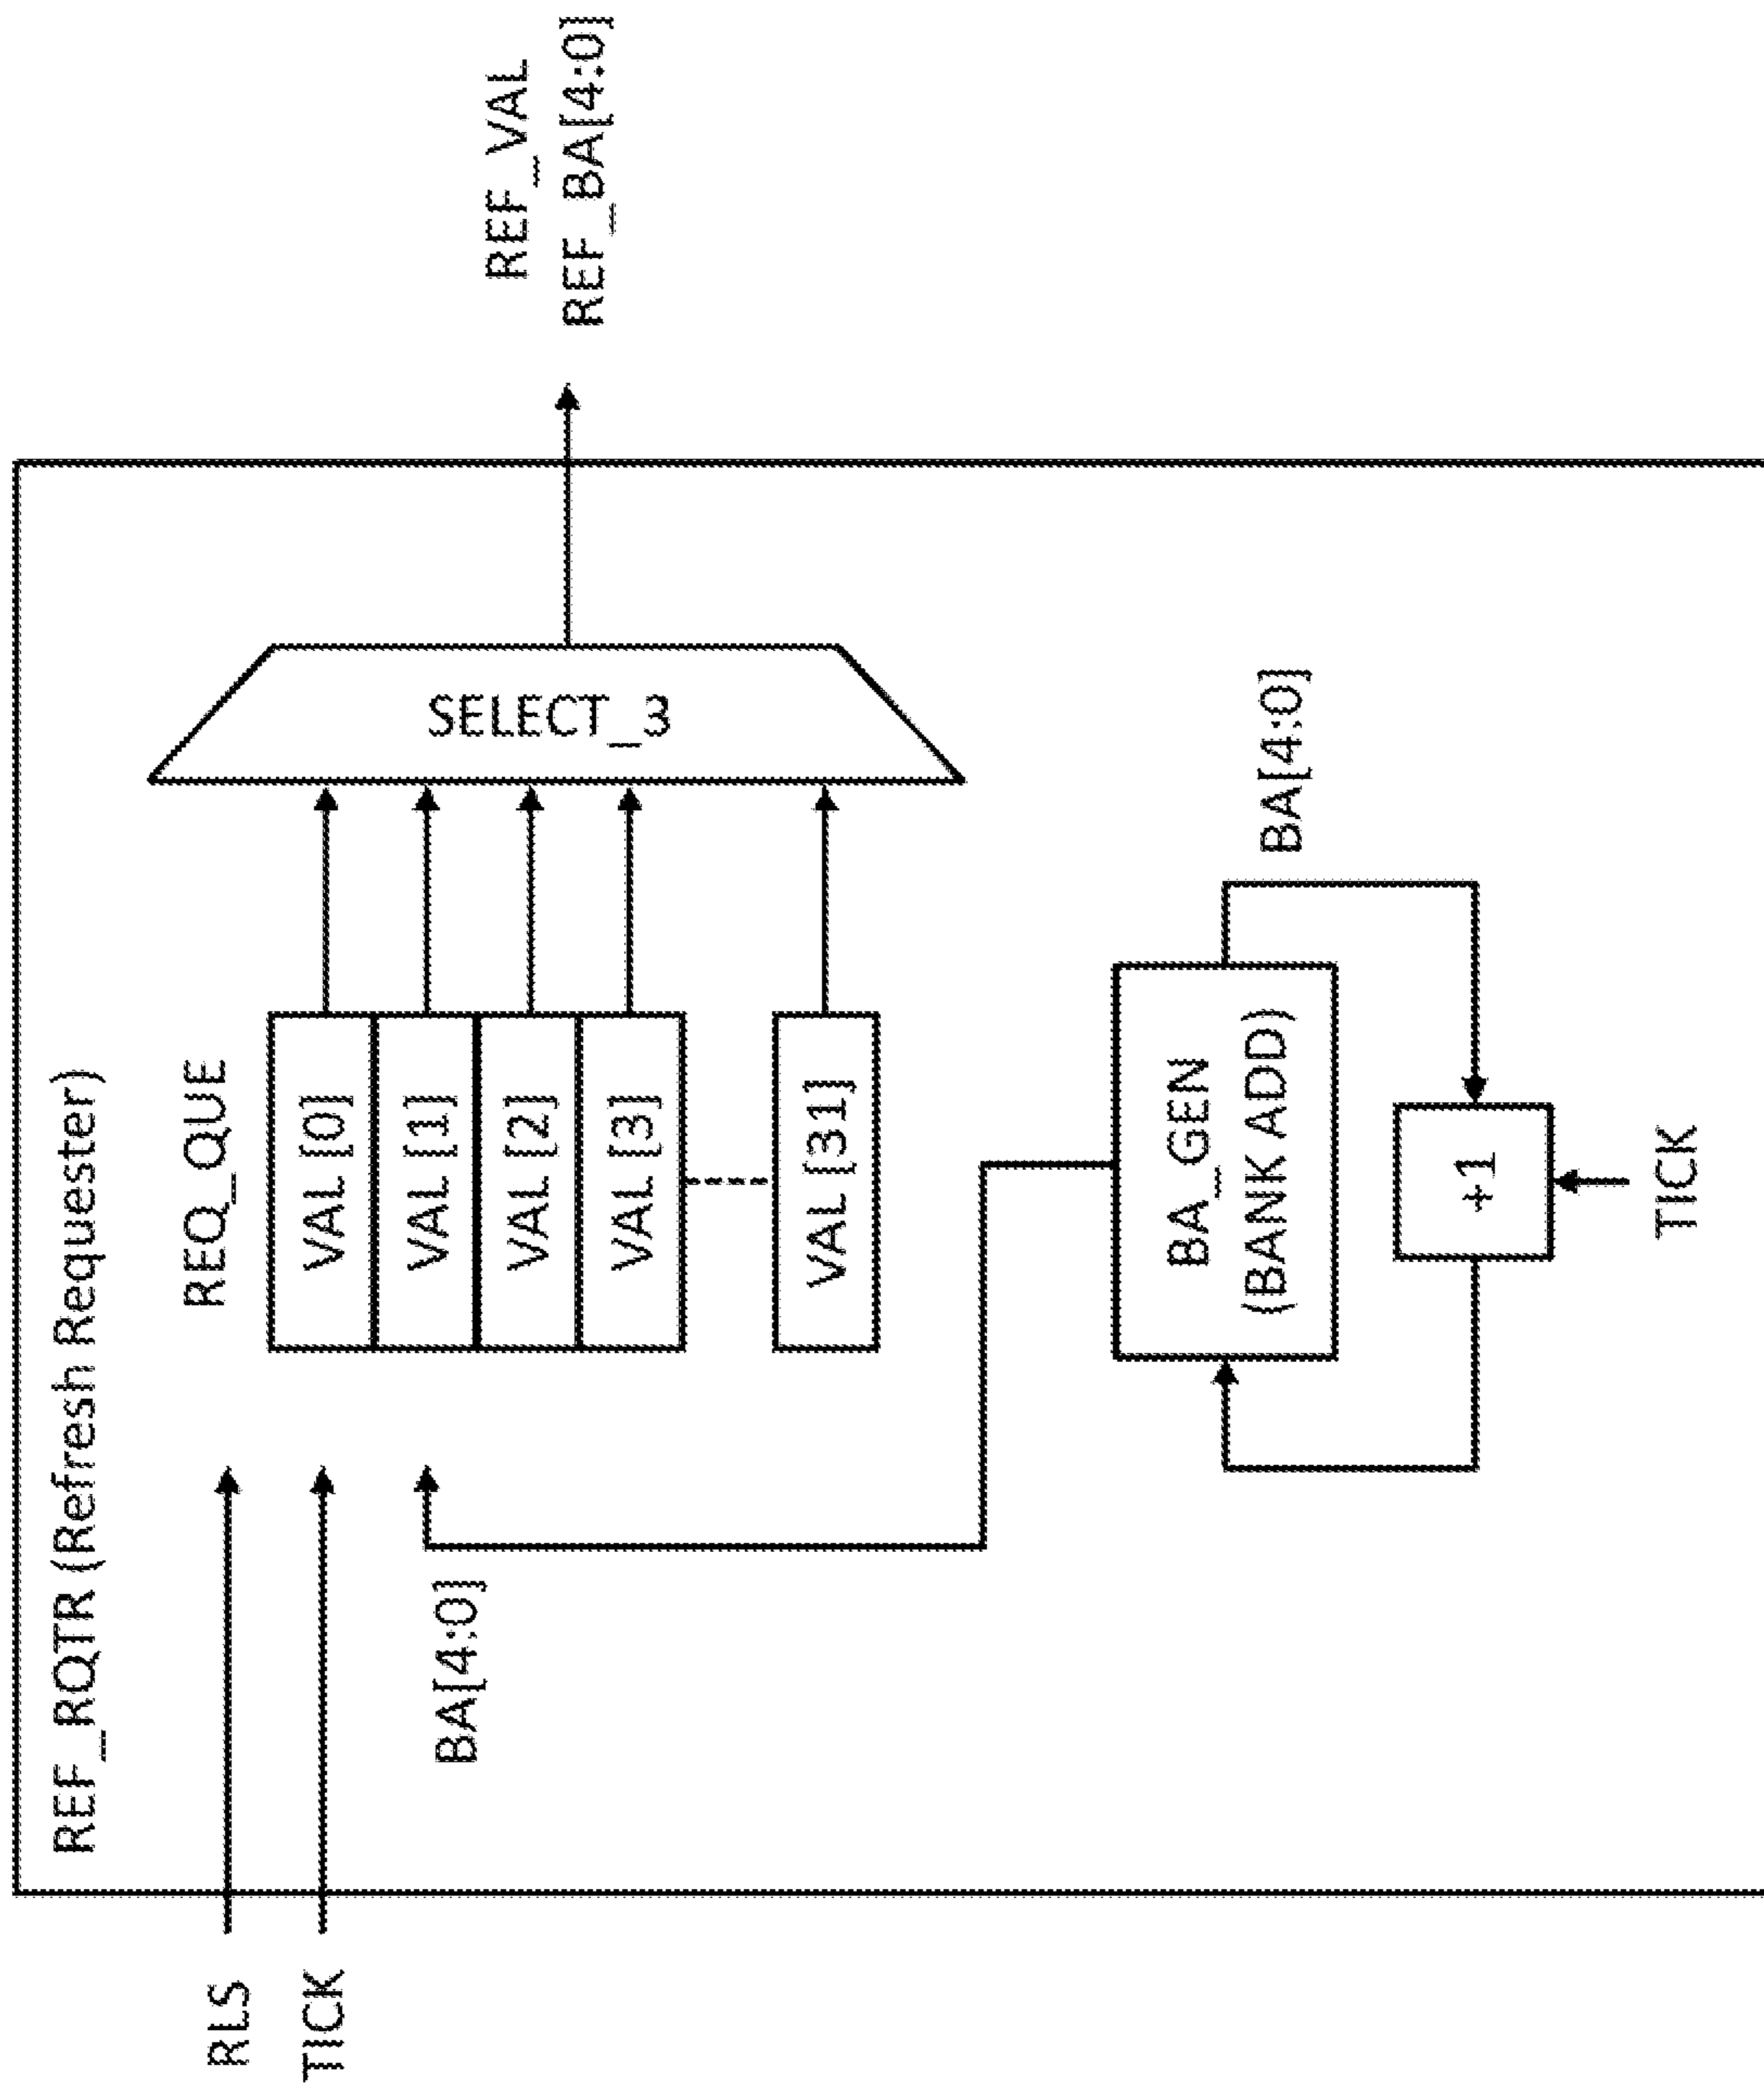 REF_RQTR (Refresh Requester)
RLS
TICK
BA[4:0]
REQ_QUE
VAL [0]
VAL [1]
VAL [2]
VAL [3]
VAL [31]
SELECT_3
REF_VAL
REF_BA[4:0]
BA_GEN
(BANK ADD)
BA[4:0]
+1
TICK